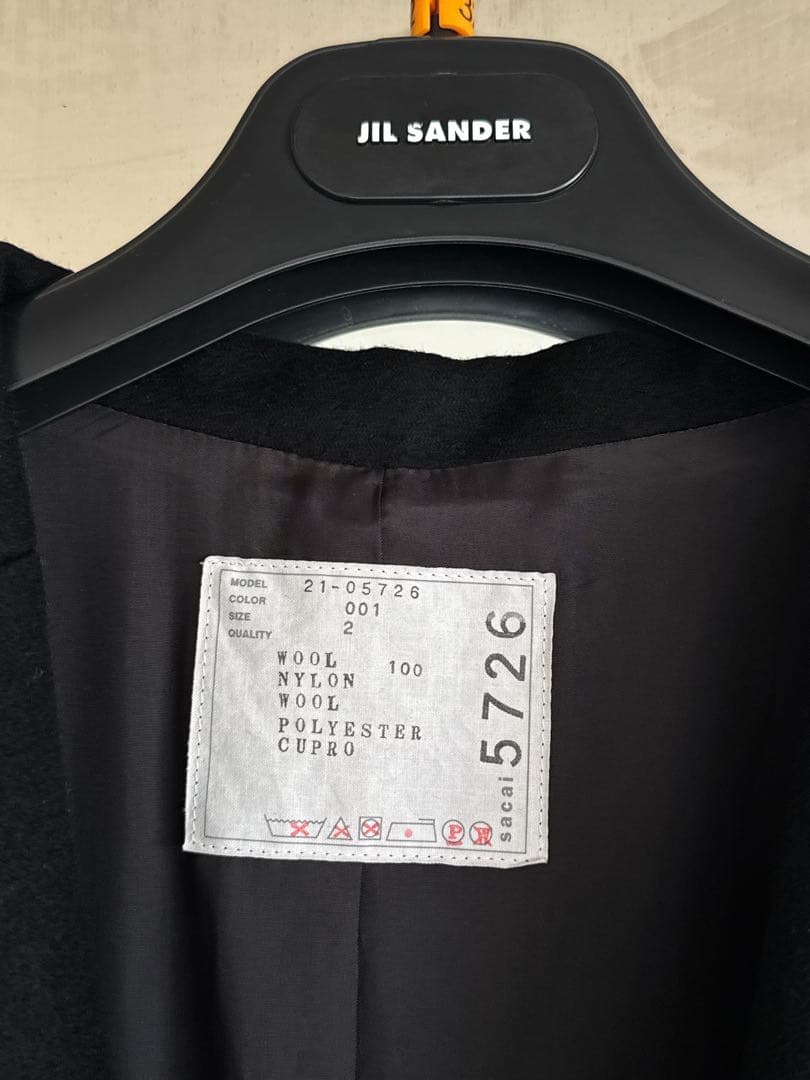 JIL SANDER
MODEL 21-05726
COLOR 001
SIZE 2
QUALITY
WOOL 100
NYLON
WOOL
POLYESTER
CUPRO
P
W
sacai 5726